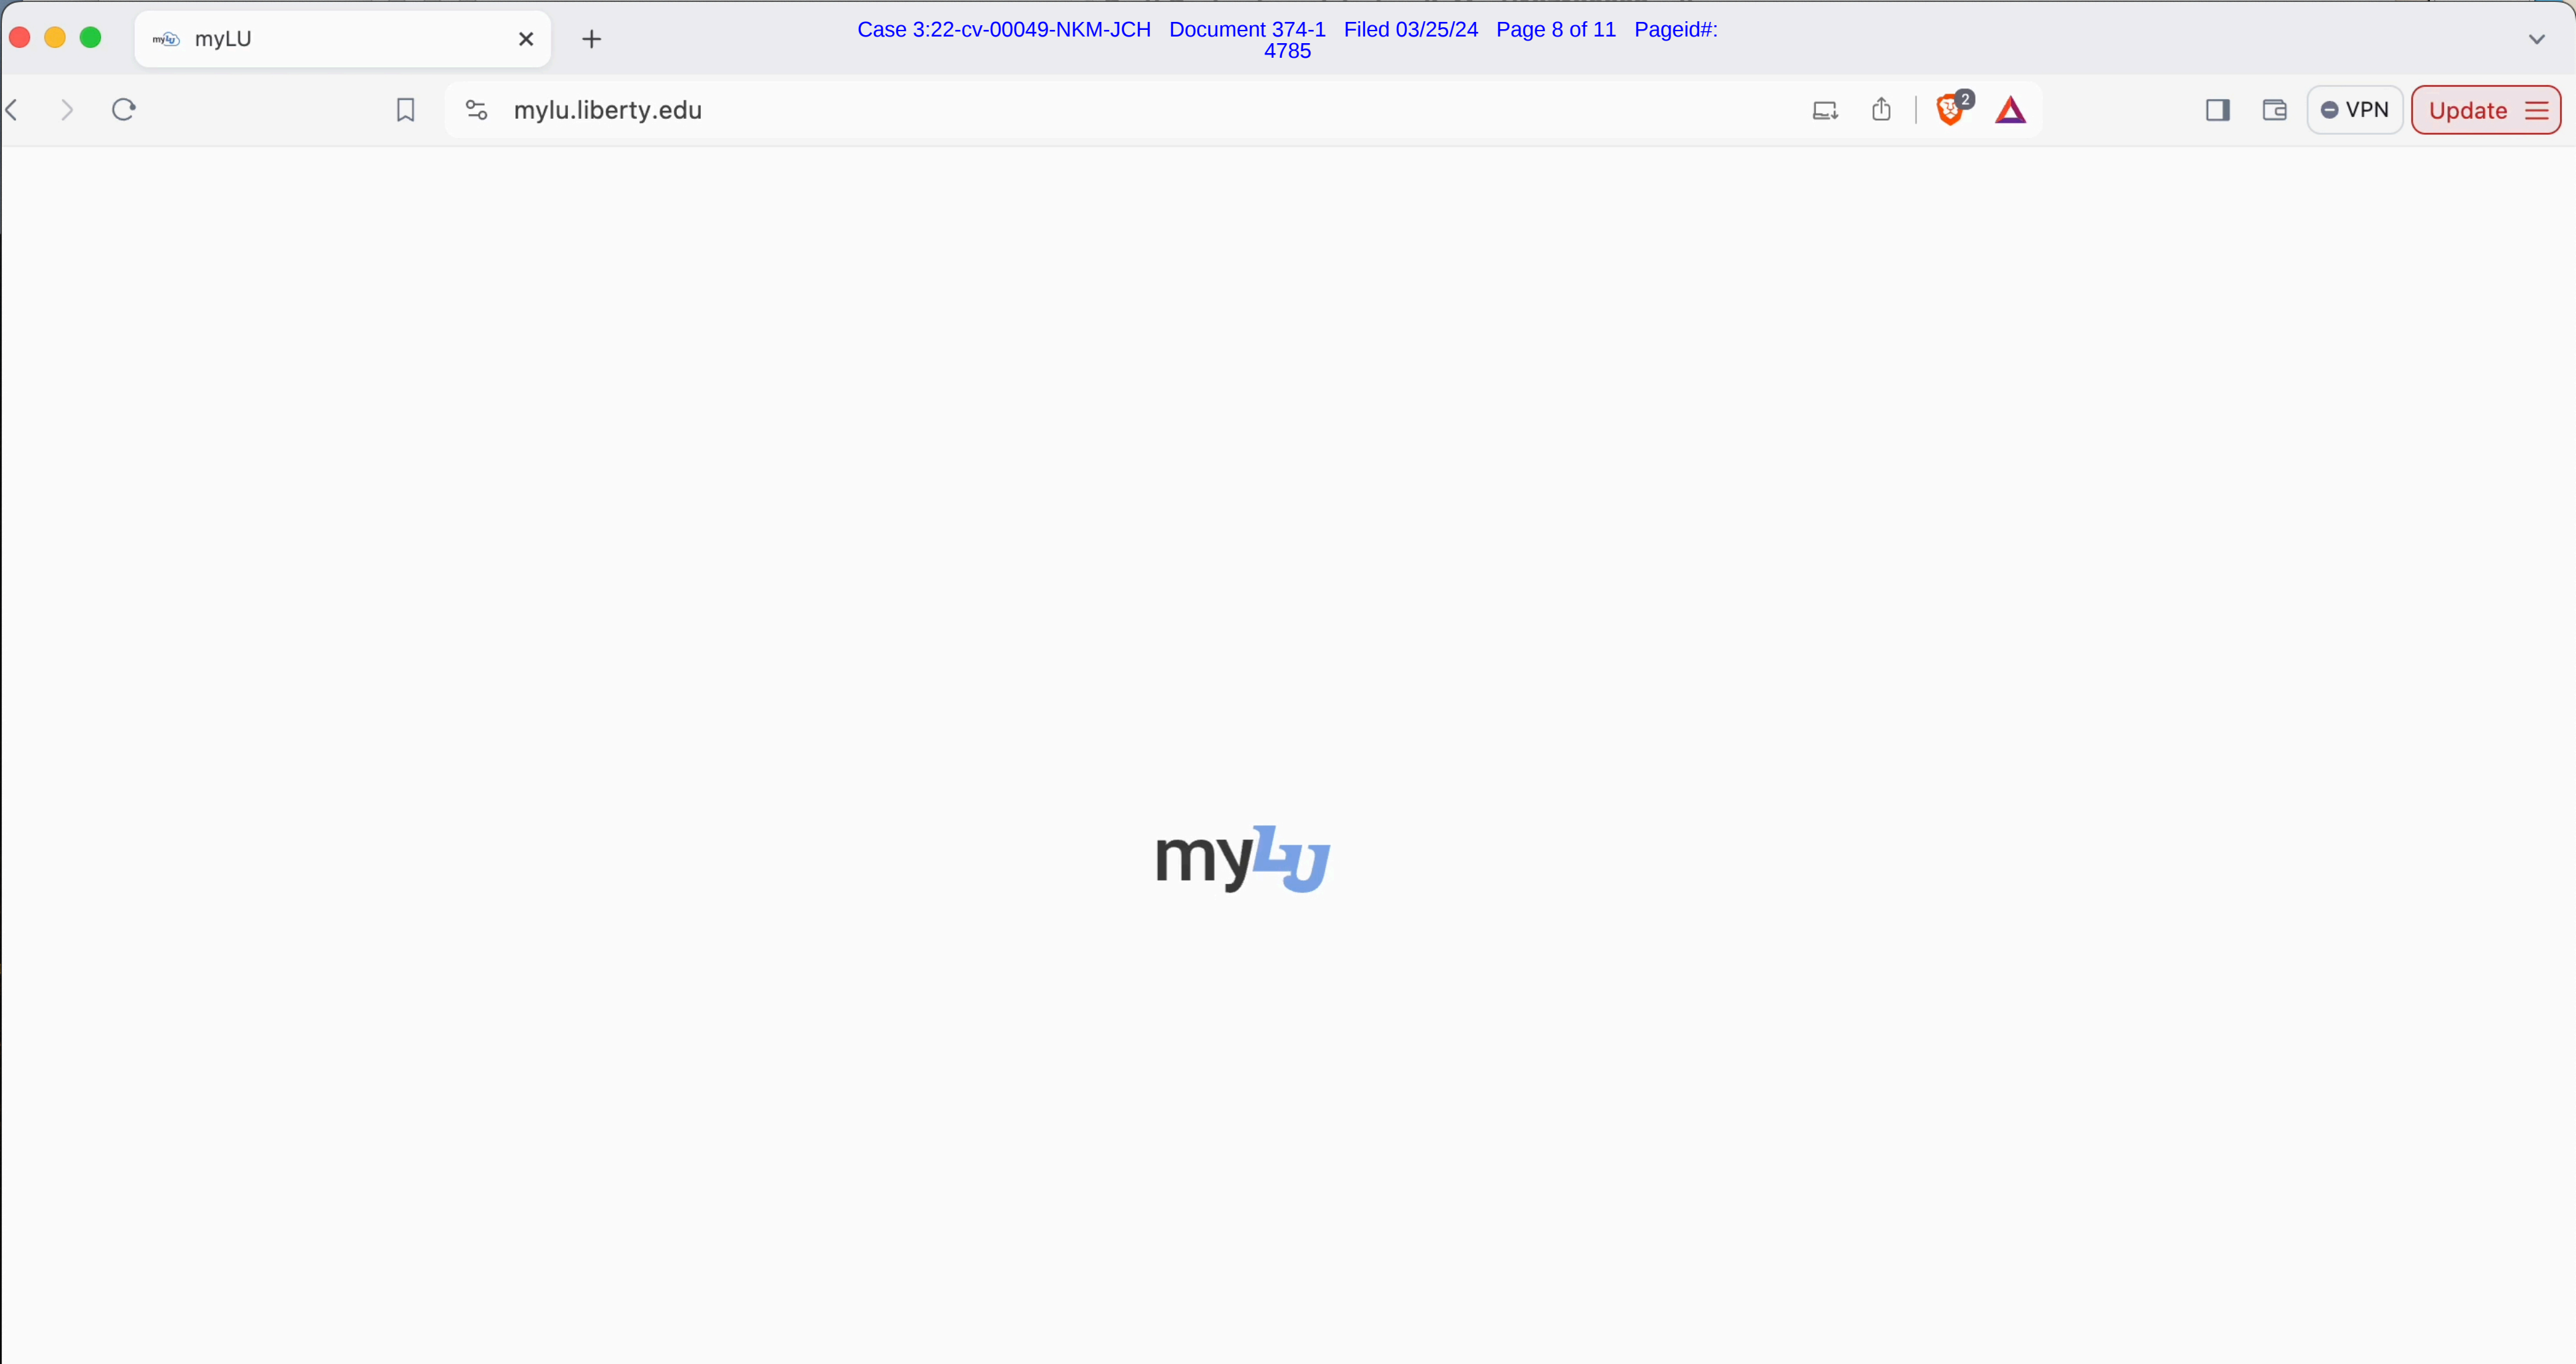 myLU
Case 3:22-cv-00049-NKM-JCH Document 374-1 Filed 03/25/24 Page 8 of 11 Pageid#:
4785
mylu.liberty.edu
2
VPN
Update
myLU